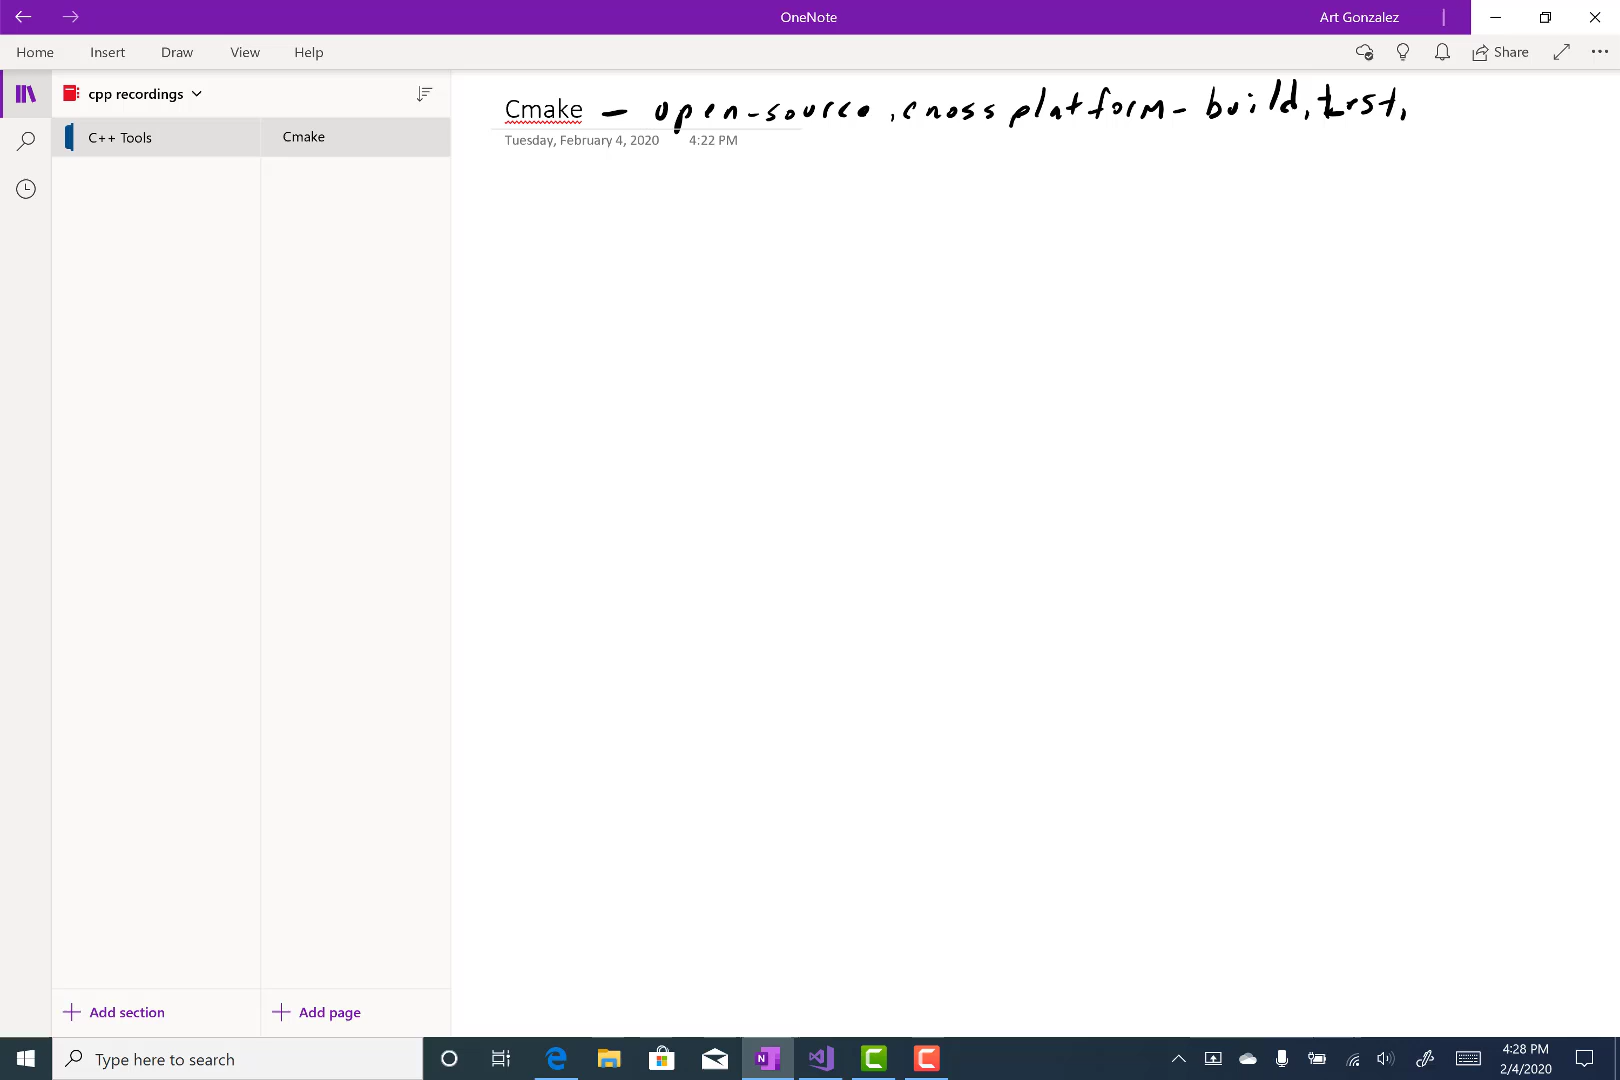 OneNote
Art Gonzalez
Home Insert Draw View Help
Share
cpp recordings
C++ Tools
Cmake
Cmake — open-source, cross platform - build, test,
Tuesday, February 4, 2020 4:22 PM
Add section
Add page
Type here to search
4:28 PM
2/4/2020